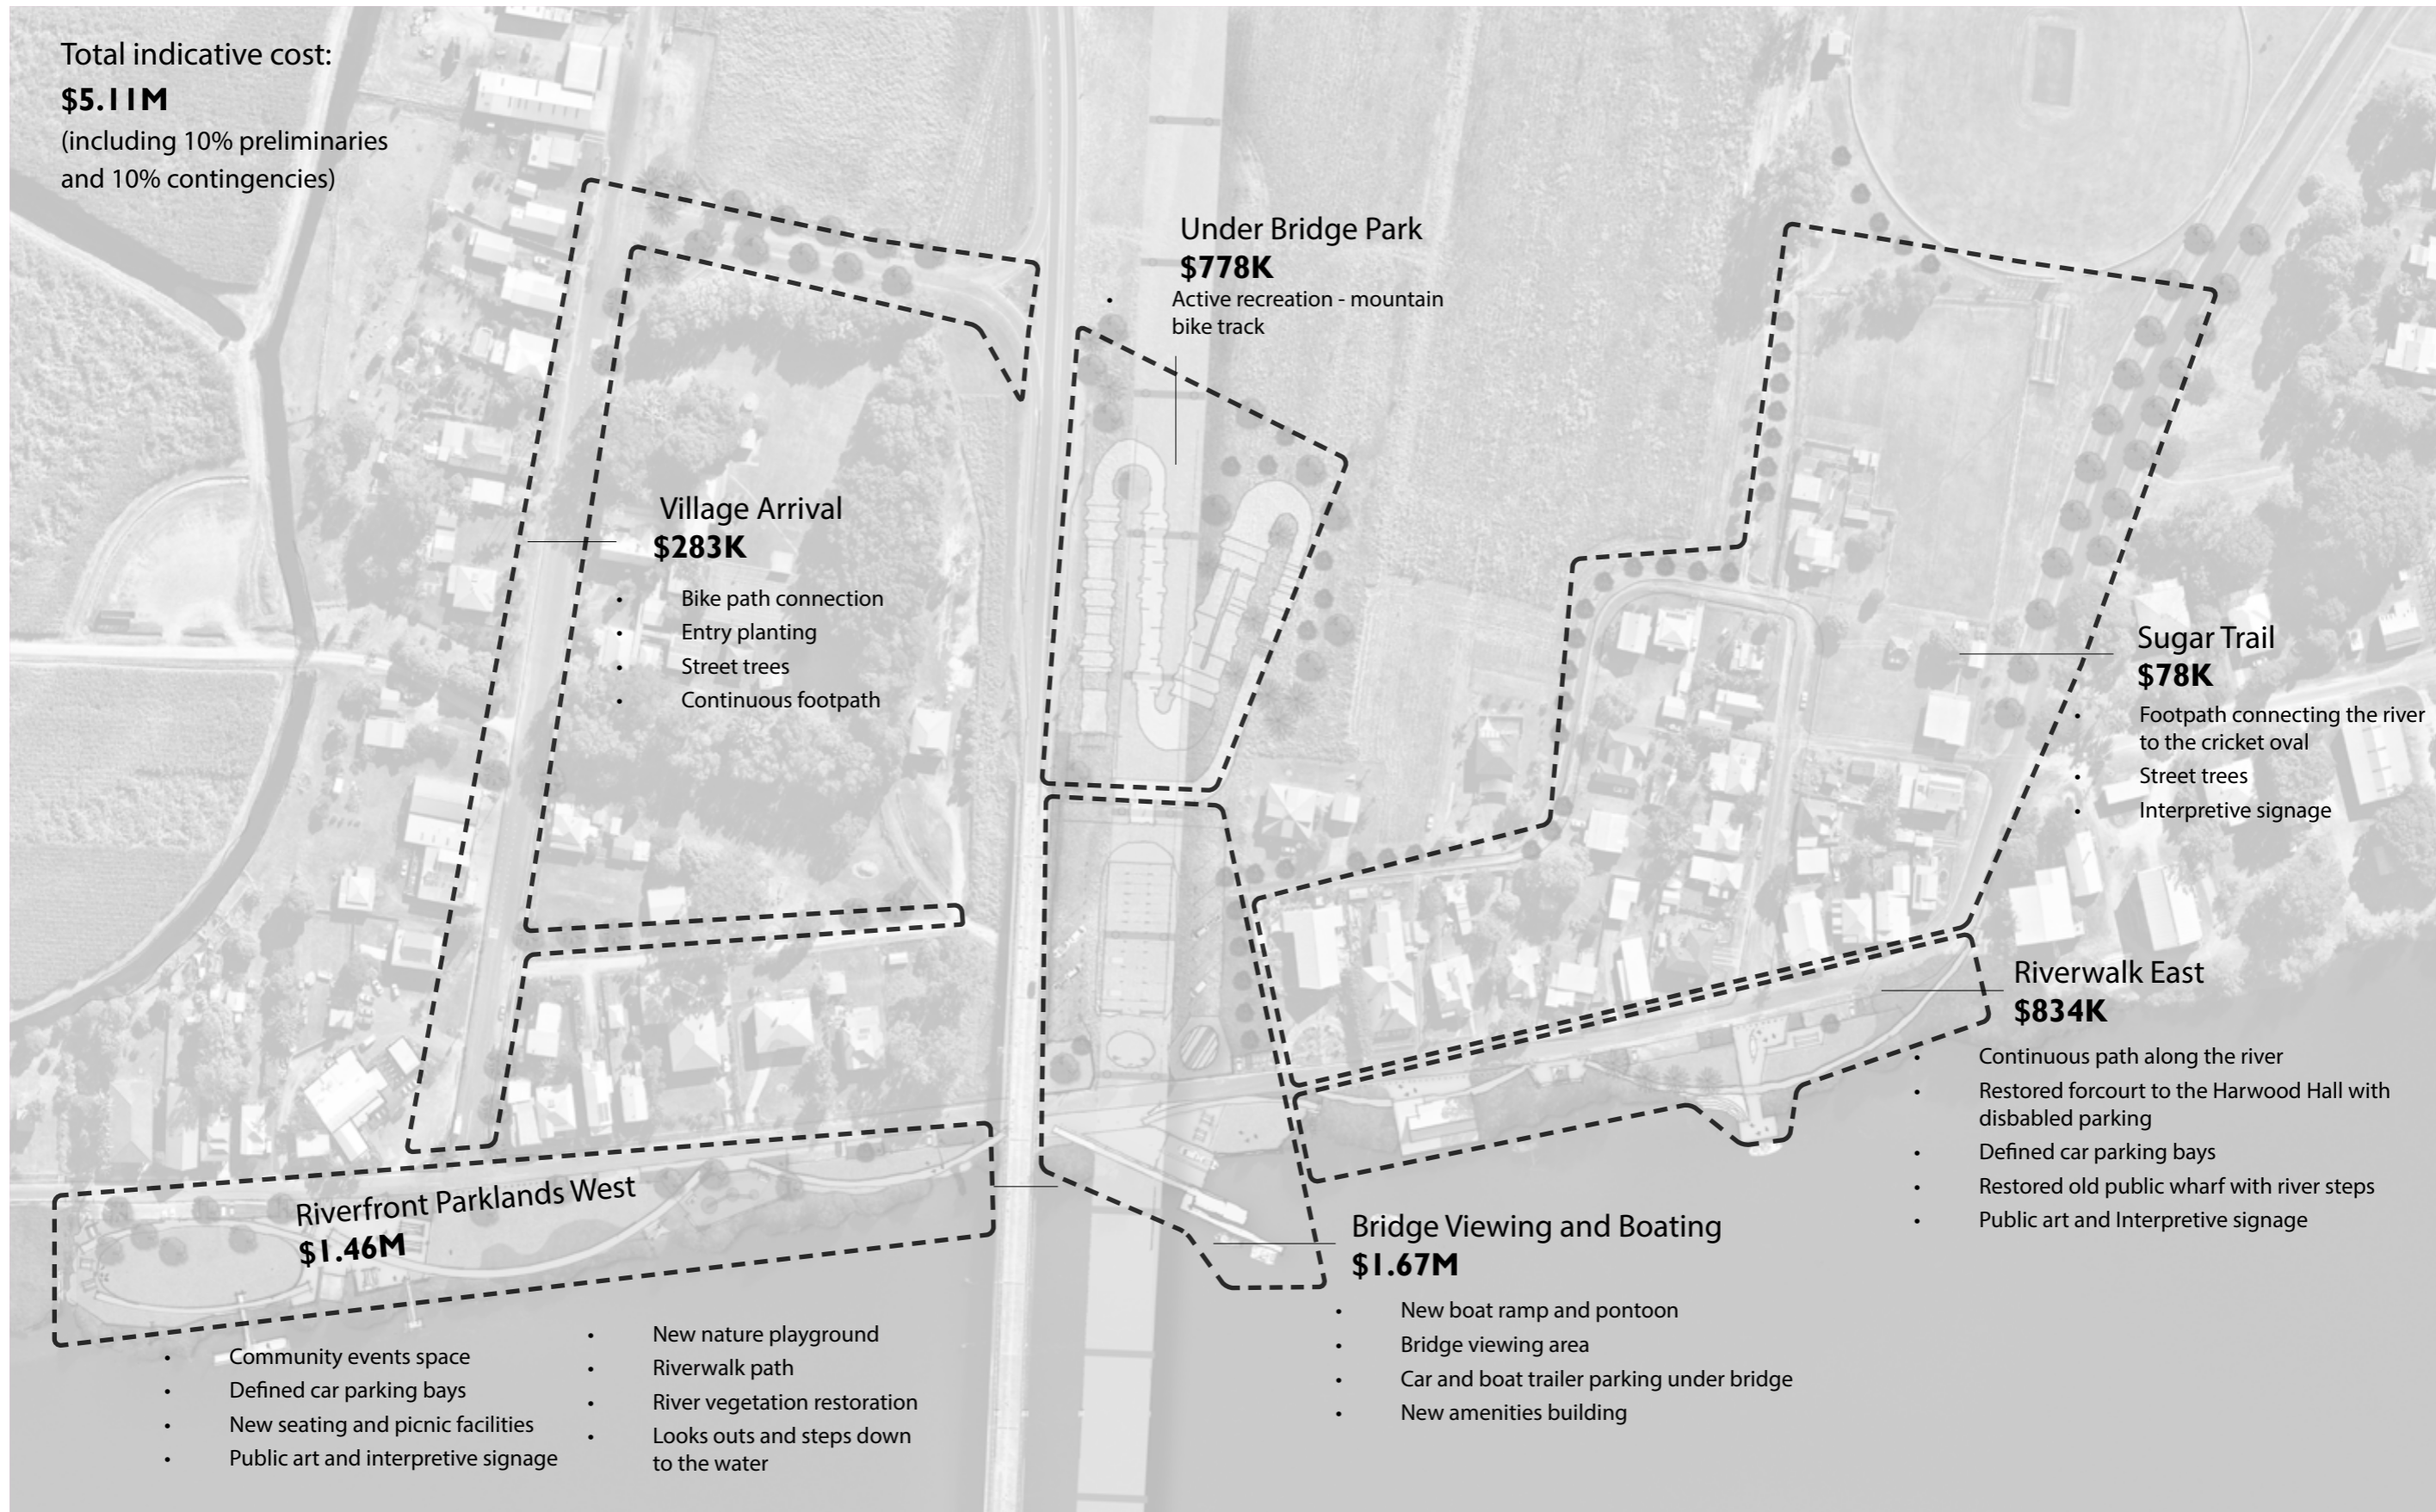 Total indicative cost:
$5.11M
(including 10% preliminaries
and 10% contingencies)
Under Bridge Park
$778K
• Active recreation - mountain
bike track
Village Arrival
$283K
• Bike path connection
• Entry planting
• Street trees
• Continuous footpath
Sugar Trail
$78K
• Footpath connecting the river
to the cricket oval
• Street trees
• Interpretive signage
Riverwalk East
$834K
• Continuous path along the river
• Restored forcourt to the Harwood Hall with
disbabled parking
• Defined car parking bays
• Restored old public wharf with river steps
• Public art and Interpretive signage
Riverfront Parklands West
$1.46M
• Community events space
• Defined car parking bays
• New seating and picnic facilities
• Public art and interpretive signage
• New nature playground
• Riverwalk path
• River vegetation restoration
• Looks outs and steps down
to the water
Bridge Viewing and Boating
$1.67M
• New boat ramp and pontoon
• Bridge viewing area
• Car and boat trailer parking under bridge
• New amenities building